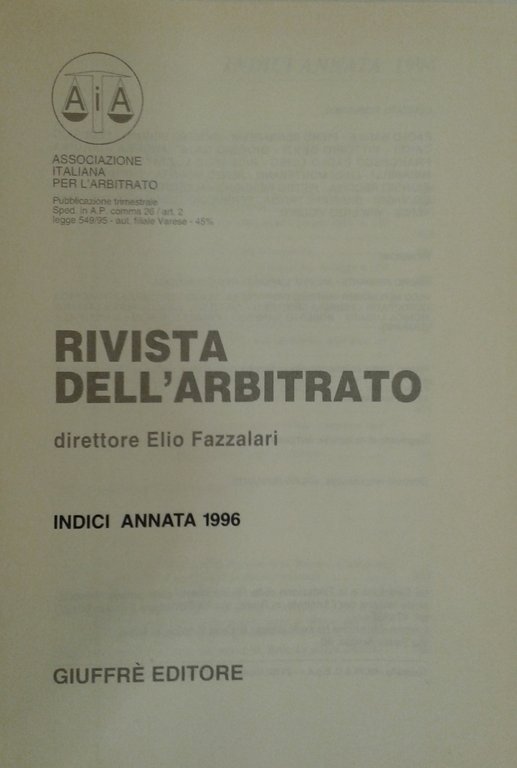 AiA
ASSOCIAZIONE
ITALIANA
PER L'ARBITRATO
Pubblicazione trimestrale
Sped. in A.P. comma 26 / art. 2
legge 549/95 - aut. filiale Varese - 45%
RIVISTA
DELL'ARBITRATO
direttore Elio Fazzalari
INDICI ANNATA 1996
GIUFFRÈ EDITORE